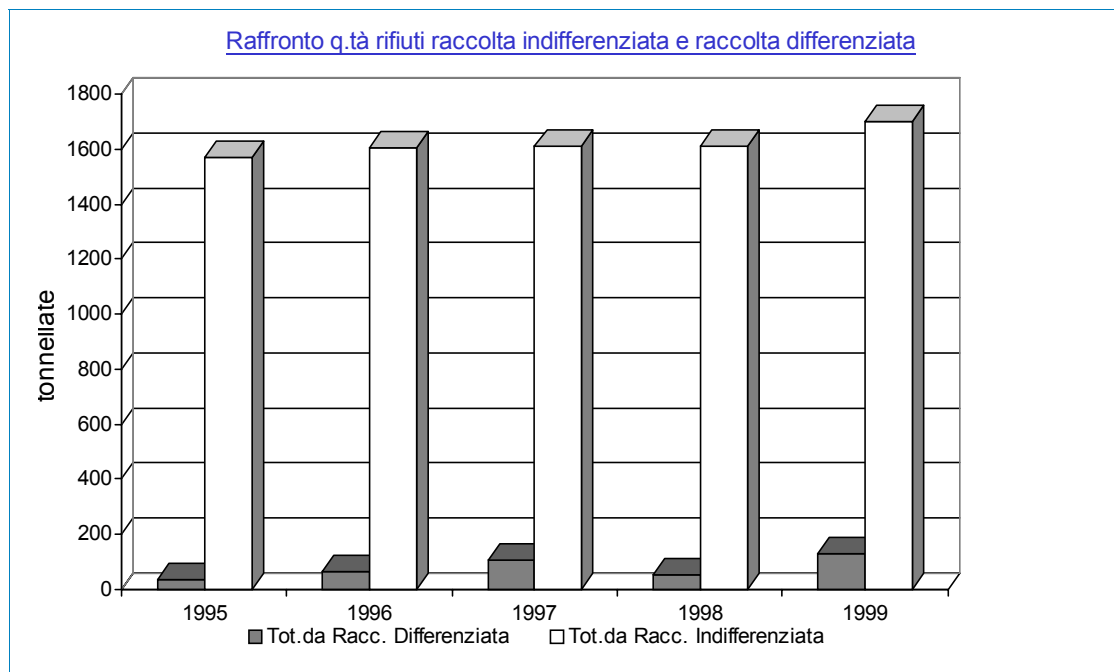 Raffronto q.tà rifiuti raccolta indifferenziata e raccolta differenziata
1800
1600
1400
1200
1000
800
600
400
200
0
tonnellate
1995 1996 1997 1998 1999
Tot.da Racc. Differenziata Tot.da Racc. Indifferenziata